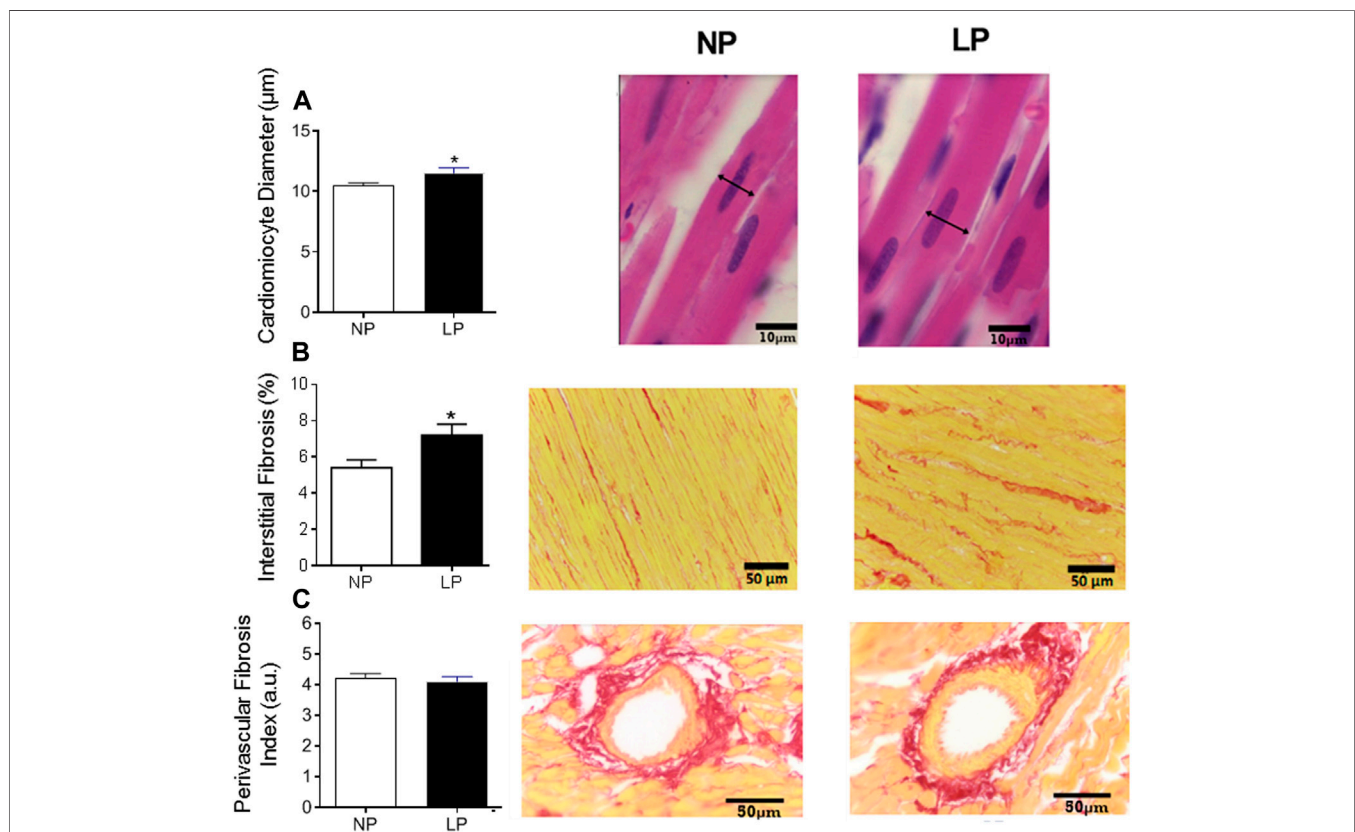 NP LP
A
Cardiomiocyte Diameter (µm)
15
*
10
5
0
NP LP
10µm
10µm
B
Interstitial Fibrosis (%)
10
8
*
6
4
2
0
NP LP
50 µm
50 µm
C
Perivascular Fibrosis
Index (a.u.)
6
5
4
3
2
1
0
NP LP
50µm
50µm